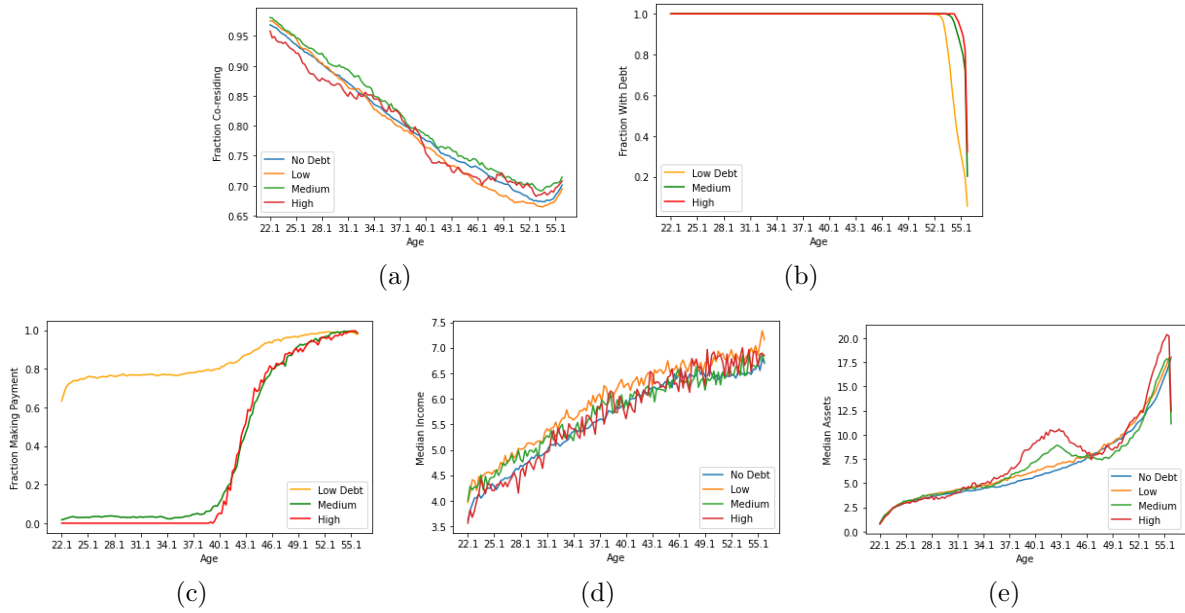 Fraction Co-residing
0.95
0.90
0.85
0.80
0.75
0.70
0.65
No Debt
Low
Medium
High
22.1 25.1 28.1 31.1 34.1 37.1 40.1 43.1 46.1 49.1 52.1 55.1
Age
(a)
Fraction With Debt
1.0
0.8
0.6
0.4
0.2
Low Debt
Medium
High
22.1 25.1 28.1 31.1 34.1 37.1 40.1 43.1 46.1 49.1 52.1 55.1
Age
(b)
Fraction Making Payment
1.0
0.8
0.6
0.4
0.2
0.0
Low Debt
Medium
High
22.1 25.1 28.1 31.1 34.1 37.1 40.1 43.1 46.1 49.1 52.1 55.1
Age
(c)
Median Income
7.5
7.0
6.5
6.0
5.5
5.0
4.5
4.0
3.5
No Debt
Low
Medium
High
22.1 25.1 28.1 31.1 34.1 37.1 40.1 43.1 46.1 49.1 52.1 55.1
Age
(d)
Median Assets
20.0
17.5
15.0
12.5
10.0
7.5
5.0
2.5
0.0
No Debt
Low
Medium
High
22.1 25.1 28.1 31.1 34.1 37.1 40.1 43.1 46.1 49.1 52.1 55.1
Age
(e)